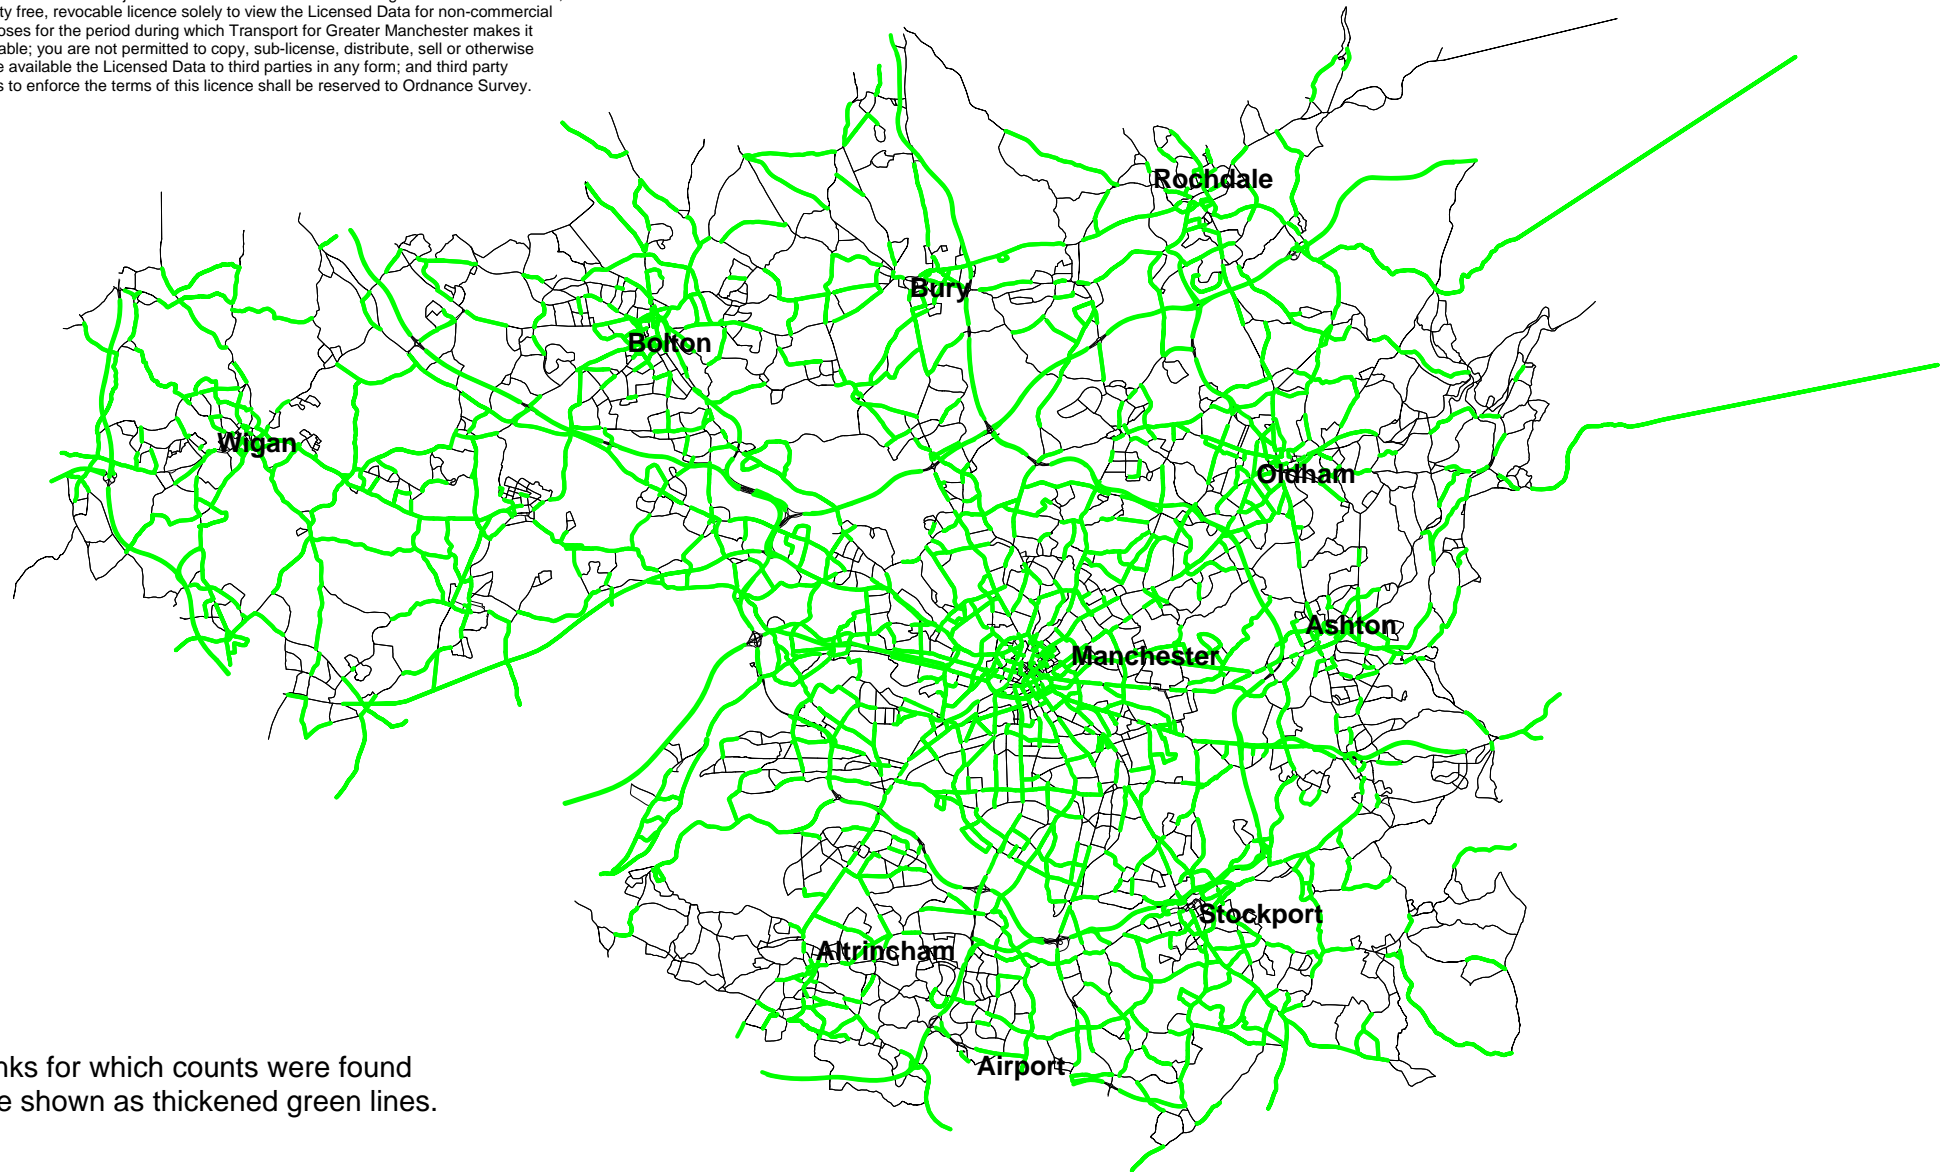 ty free, revocable licence solely to view the Licensed Data for non-commercial
oses for the period during which Transport for Greater Manchester makes it
able; you are not permitted to copy, sub-license, distribute, sell or otherwise
e available the Licensed Data to third parties in any form; and third party
s to enforce the terms of this licence shall be reserved to Ordnance Survey.
Rochdale
Bury
Bolton
Wigan
Oldham
Ashton
Manchester
Stockport
Altrincham
Airport
nks for which counts were found
e shown as thickened green lines.